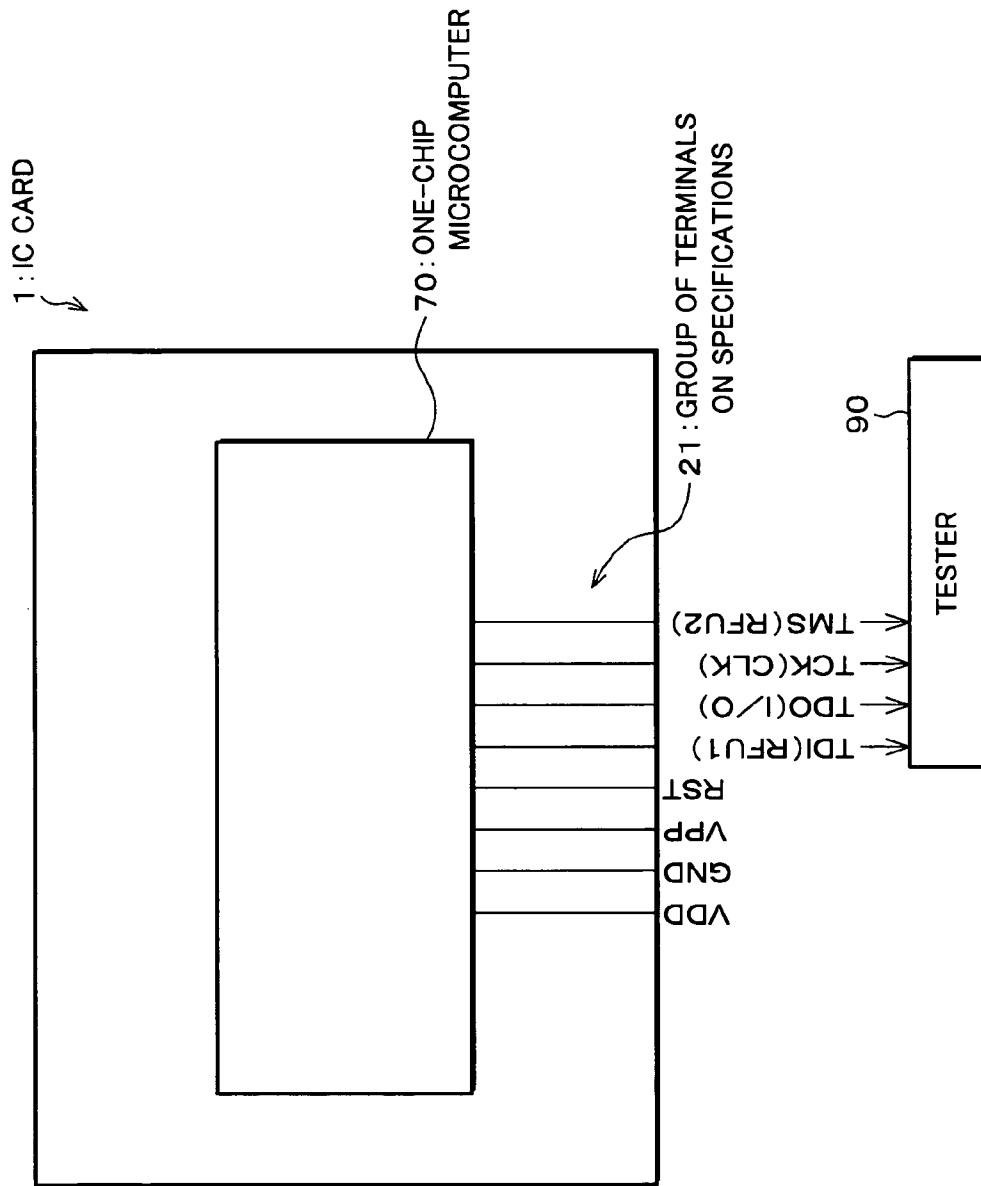 1:IC CARD
70:ONE-CHIP
MICROCOMPUTER
21:GROUP OF TERMINALS
ON SPECIFICATIONS
VDD
GND
VPP
RST
TDI(RFU1)
TDO(I/O)
TCK(CLK)
TMS(RFU2)
90
TESTER